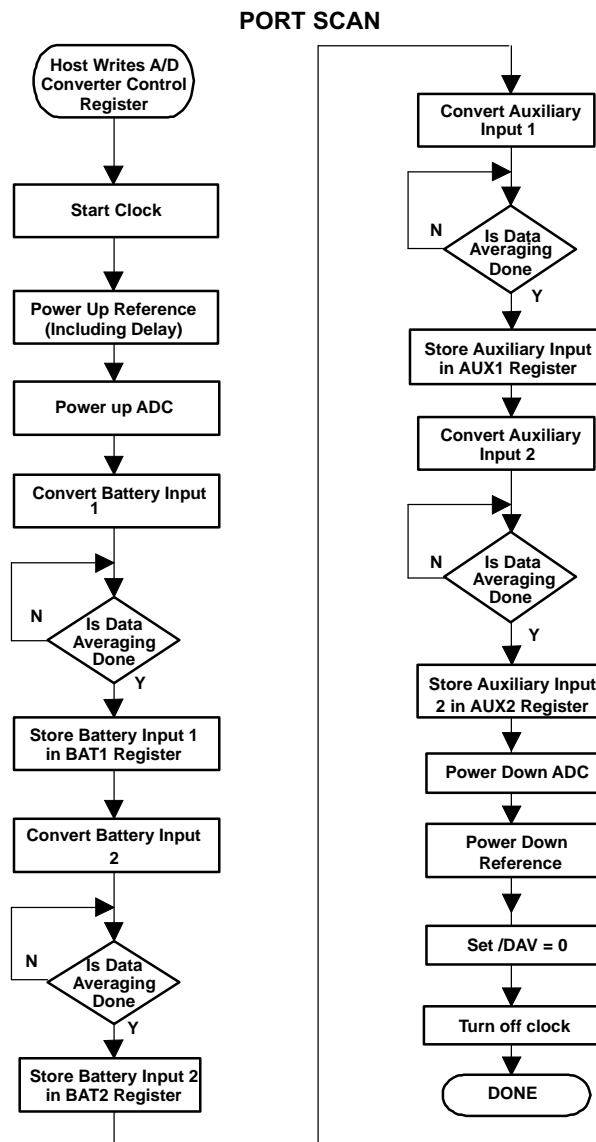 PORT SCAN
Host Writes A/D
Converter Control
Register
Start Clock
Power Up Reference
(Including Delay)
Power up ADC
Convert Battery Input
1
N
Is Data
Averaging
Done
Y
Store Battery Input 1
in BAT1 Register
Convert Battery Input
2
N
Is Data
Averaging
Done
Y
Store Battery Input 2
in BAT2 Register
Convert Auxiliary
Input 1
N
Is Data
Averaging
Done
Y
Store Auxiliary Input
in AUX1 Register
Convert Auxiliary
Input 2
N
Is Data
Averaging
Done
Y
Store Auxiliary Input
2 in AUX2 Register
Power Down ADC
Power Down
Reference
Set /DAV = 0
Turn off clock
DONE